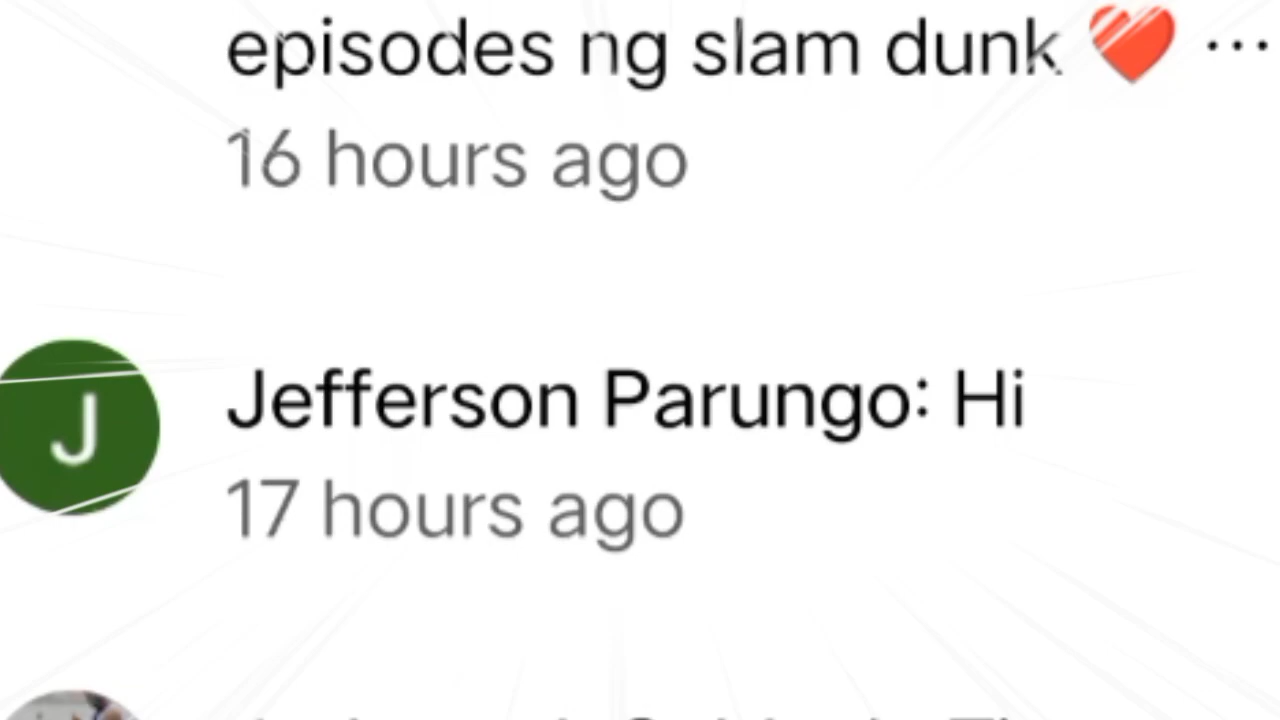 episodes ng slam dunk ❤️ ...
16 hours ago
J
Jefferson Parungo: Hi
17 hours ago